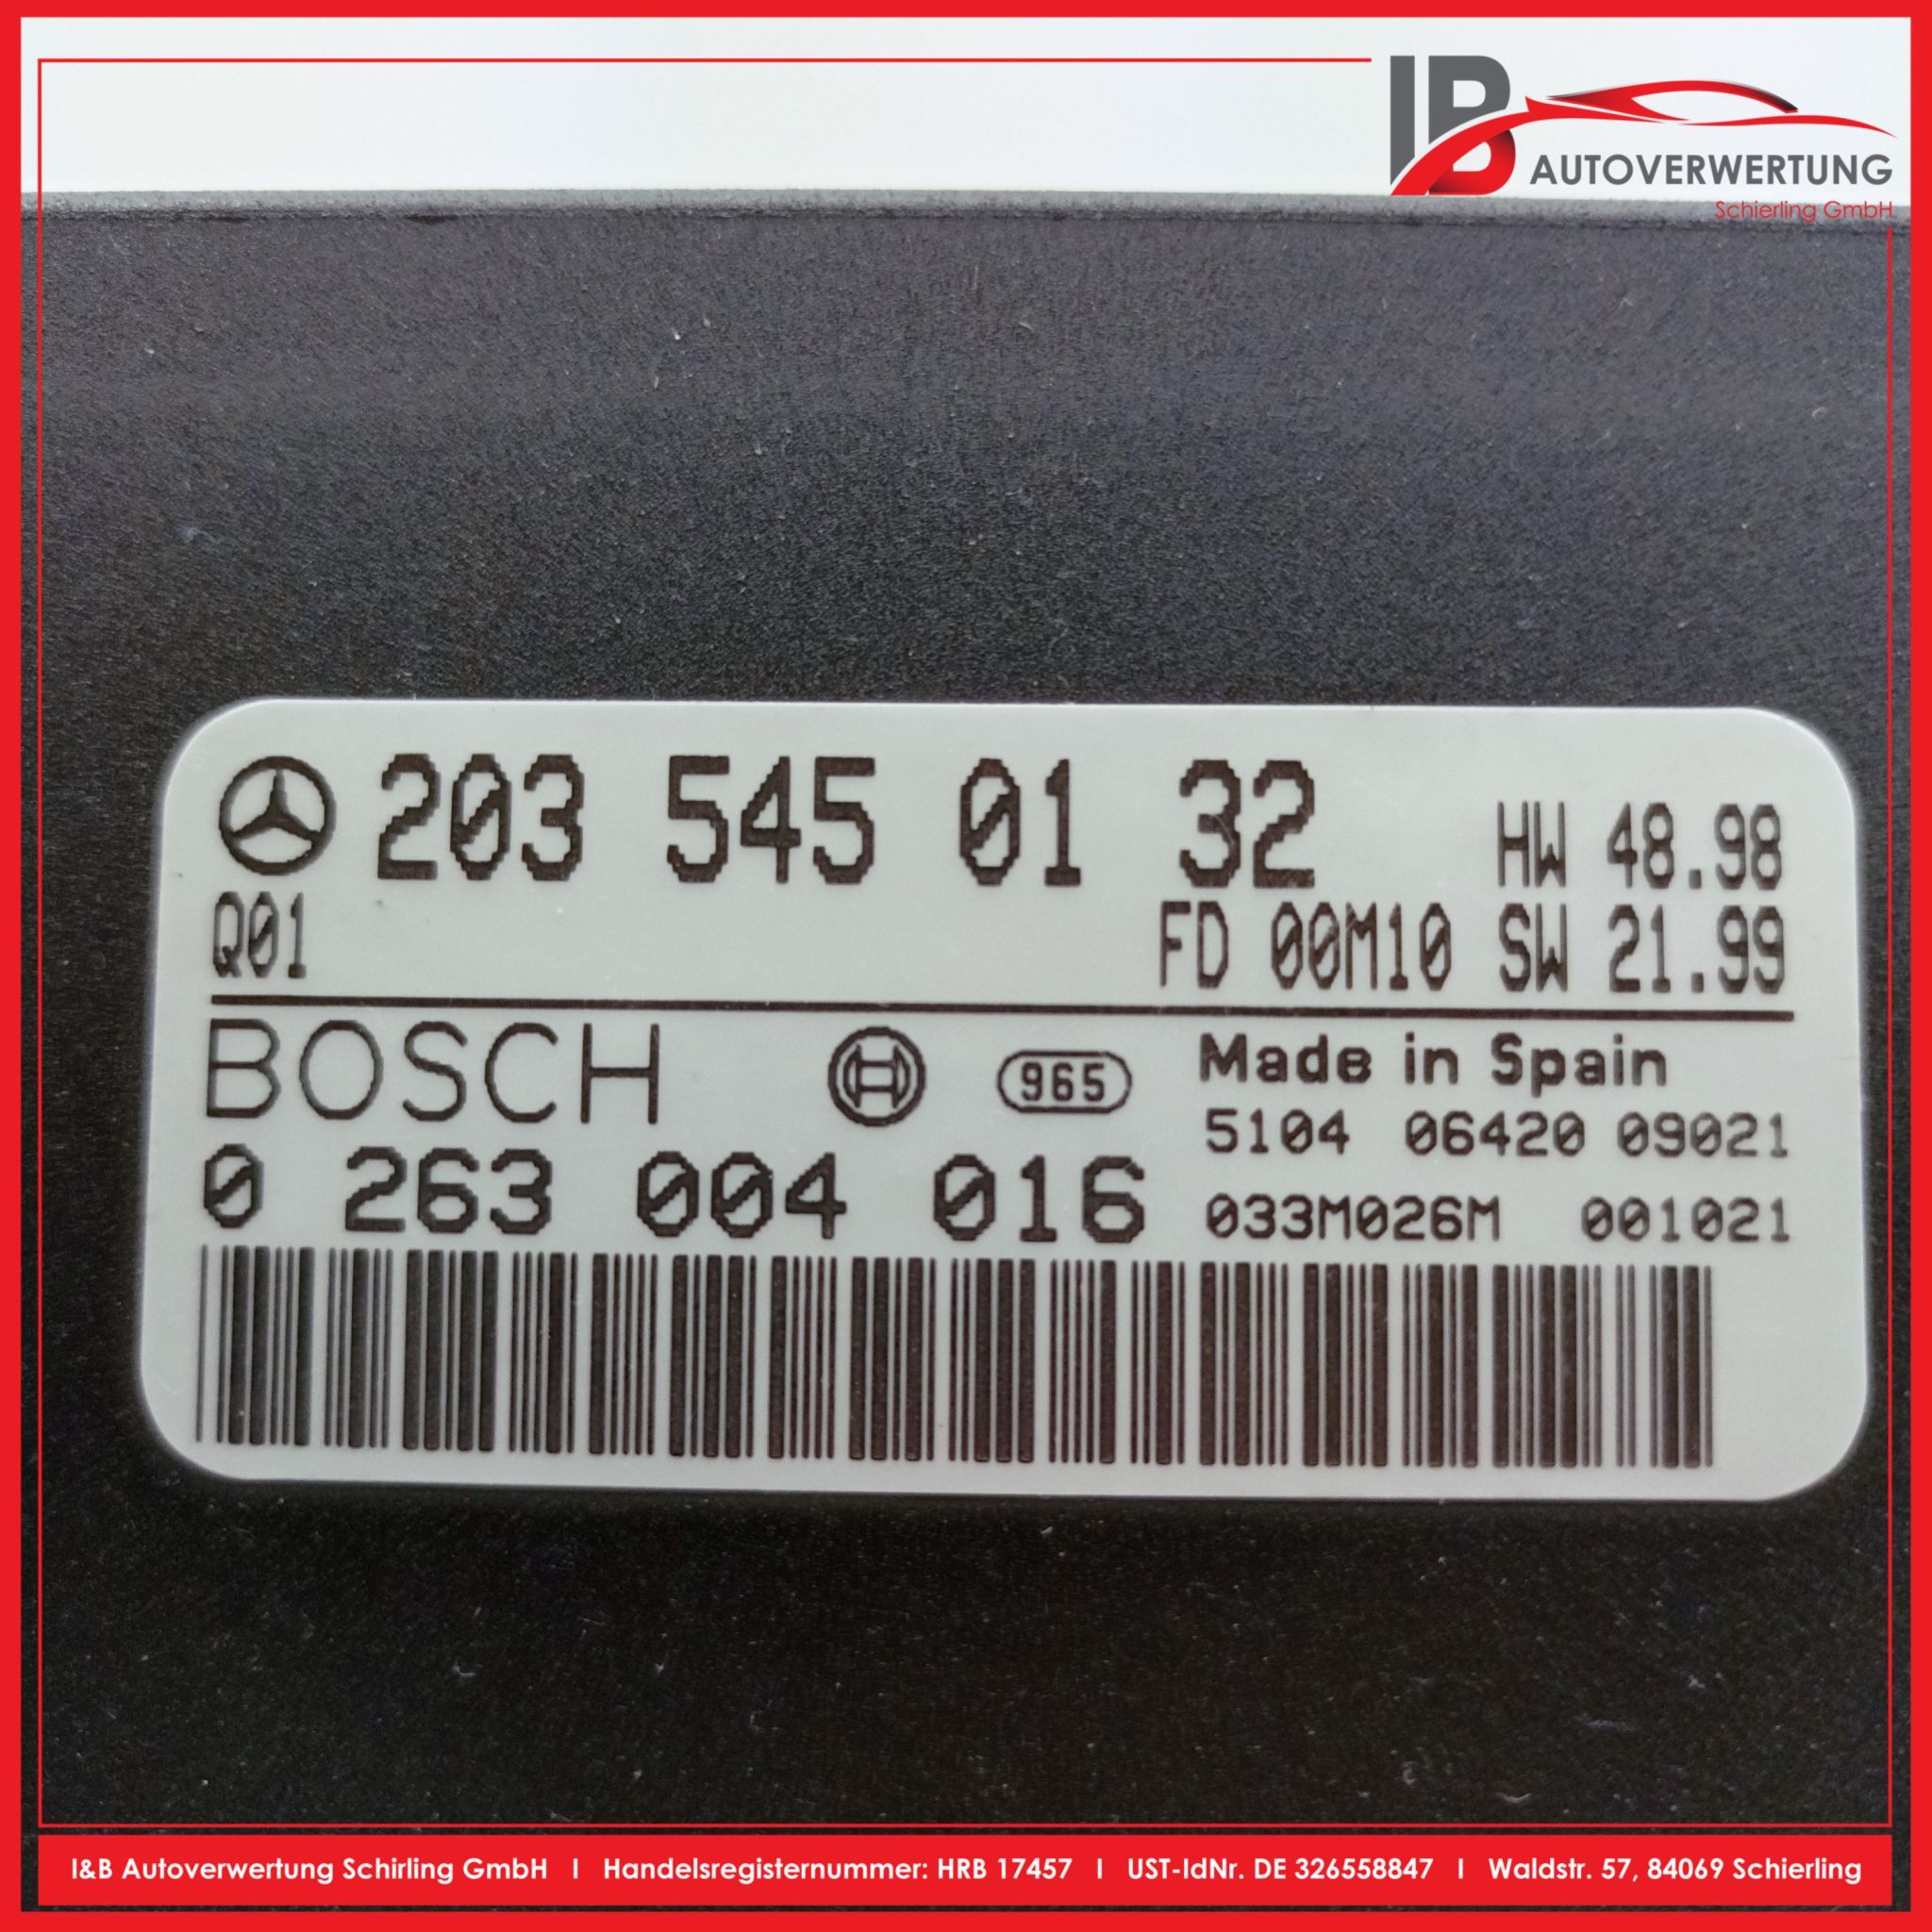 IB AUTOVERWERTUNG
Schierling GmbH
203 545 01 32 HW 48.98
Q01 FD 00M10 SW 21.99
BOSCH 965 Made in Spain
5104 06420 09021
0 263 004 016 033M026M 001021
I&B Autoverwertung Schirling GmbH I Handelsregisternummer: HRB 17457 I UST-IdNr. DE 326558847 I Waldstr. 57, 84069 Schierling